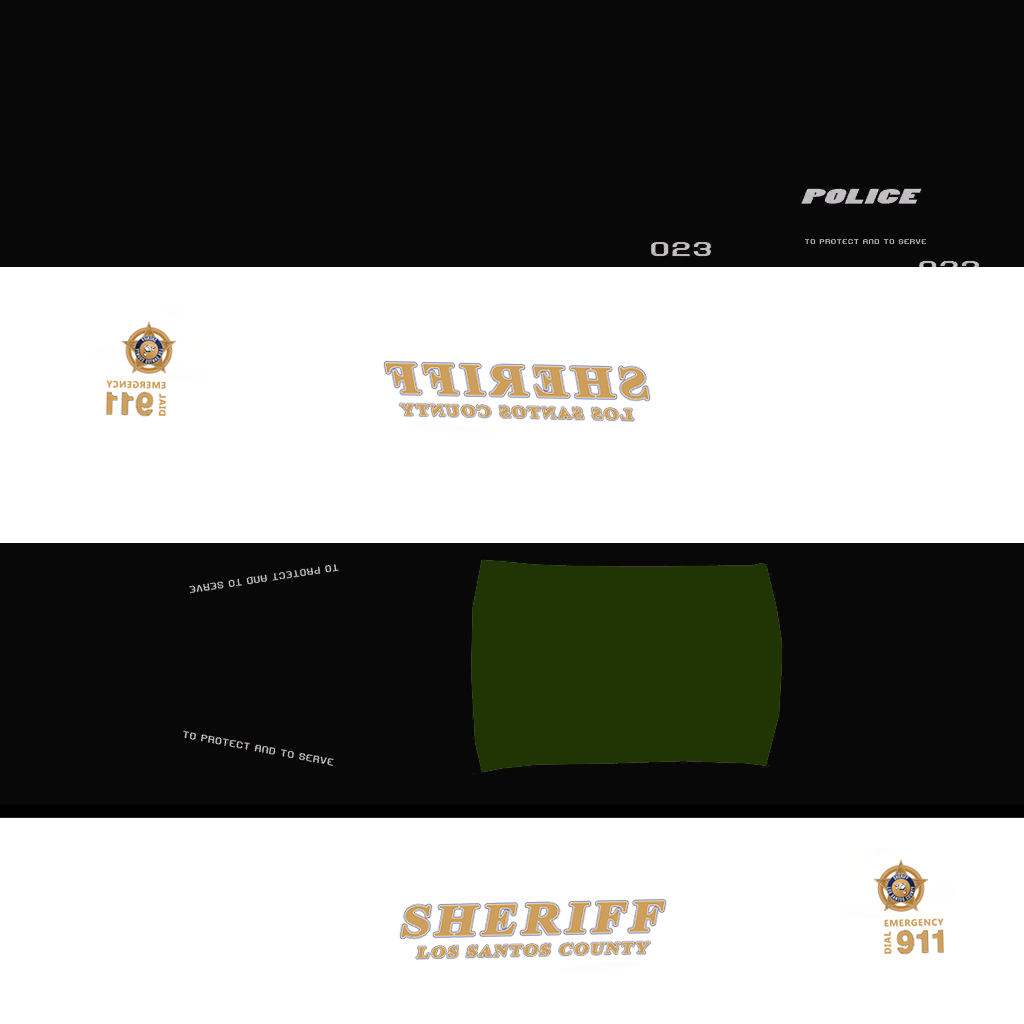 POLICE
TO PROTECT AND TO SERVE
023
023
EMERGENCY
DIAL 911
SHERIFF
LOS SANTOS COUNTY
TO PROTECT AND TO SERVE
TO PROTECT AND TO SERVE
SHERIFF
LOS SANTOS COUNTY
EMERGENCY
DIAL 911